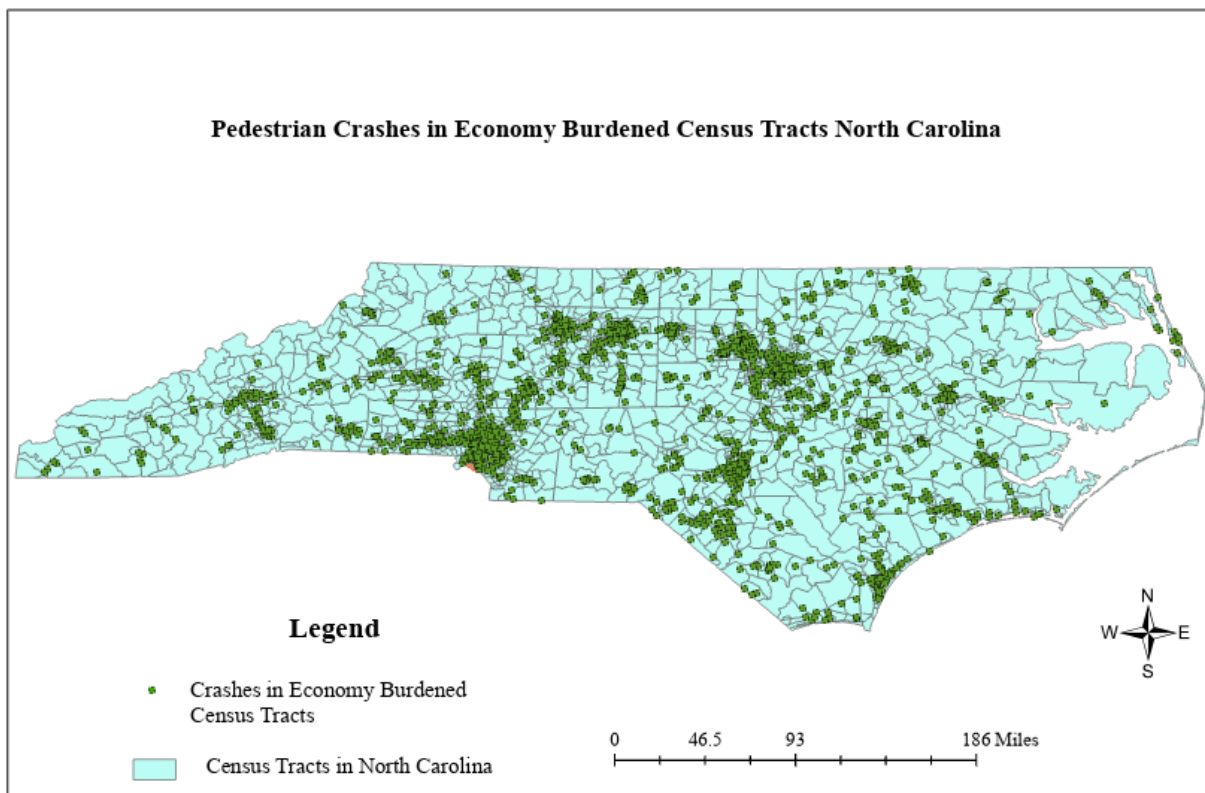 Pedestrian Crashes in Economy Burdened Census Tracts North Carolina
N
W E
S
Legend
Crashes in Economy Burdened
Census Tracts
Census Tracts in North Carolina
0 46.5 93 186 Miles